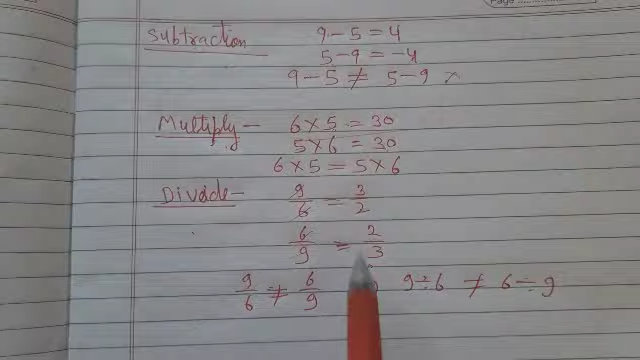 Subtraction 9 - 5 = 4
5 - 9 = -4
9 - 5 ≠ 5 - 9 ×
Multiply - 6 × 5 = 30
5 × 6 = 30
6 × 5 = 5 × 6
Divide - 9/6 = 3/2
6/9 = 2/3
9/6 ≠ 6/9 9 ÷ 6 ≠ 6 ÷ 9